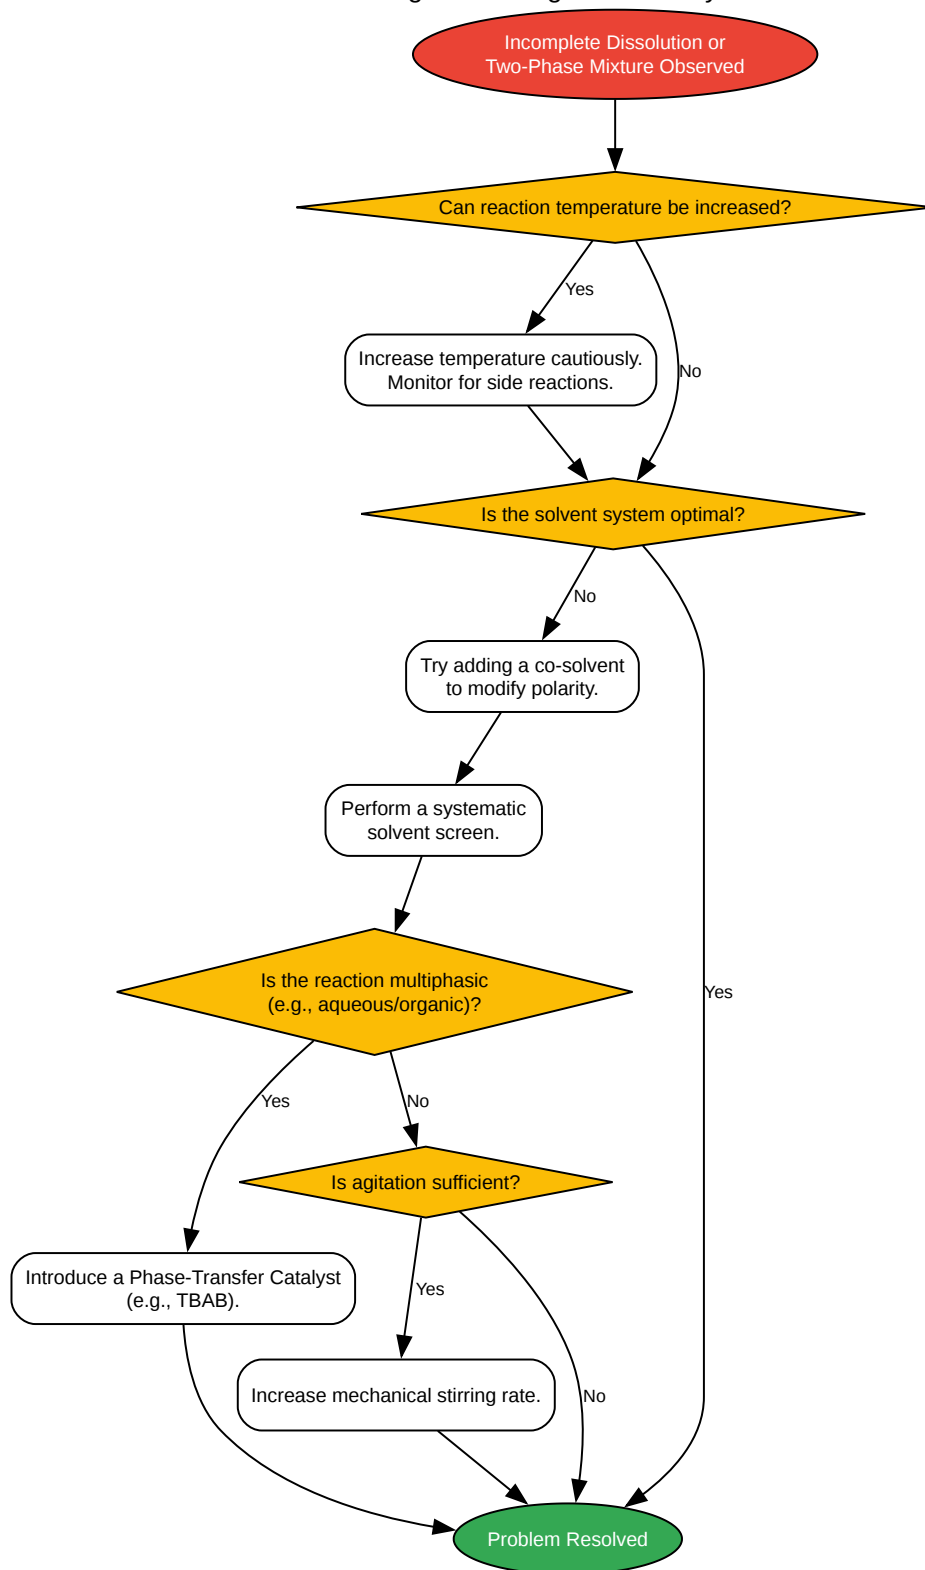 Incomplete Dissolution or
Two-Phase Mixture Observed
Can reaction temperature be increased?
Yes
Increase temperature cautiously.
Monitor for side reactions.
No
Is the solvent system optimal?
No
Try adding a co-solvent
to modify polarity.
Perform a systematic
solvent screen.
Is the reaction multiphasic
(e.g., aqueous/organic)?
Yes
Yes
No
Is agitation sufficient?
Introduce a Phase-Transfer Catalyst
(e.g., TBAB).
Yes
Increase mechanical stirring rate.
No
Problem Resolved